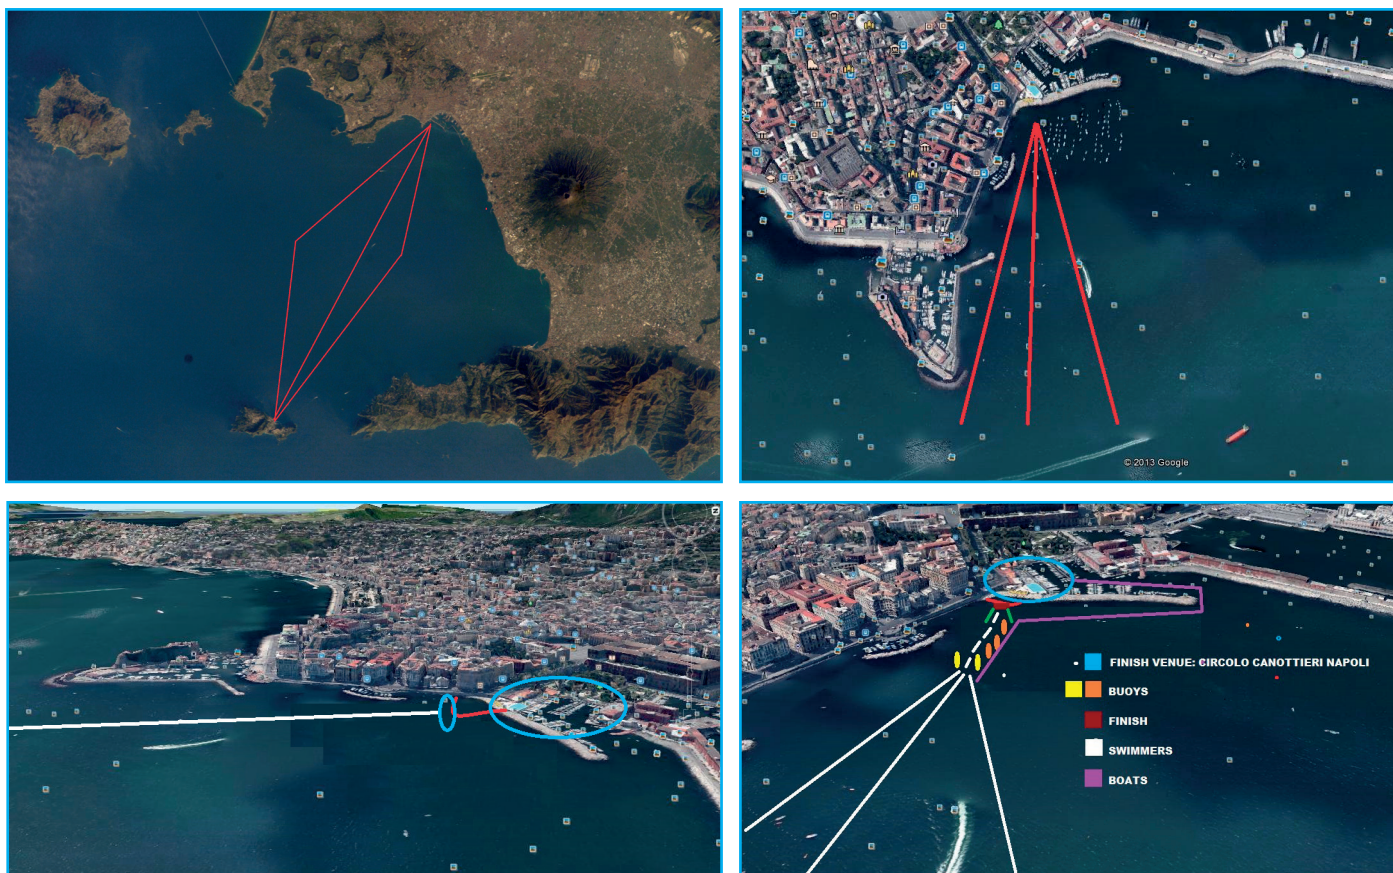 © 2013 Google
FINISH VENUE: CIRCOLO CANOTTIERI NAPOLI
BUOYS
FINISH
SWIMMERS
BOATS